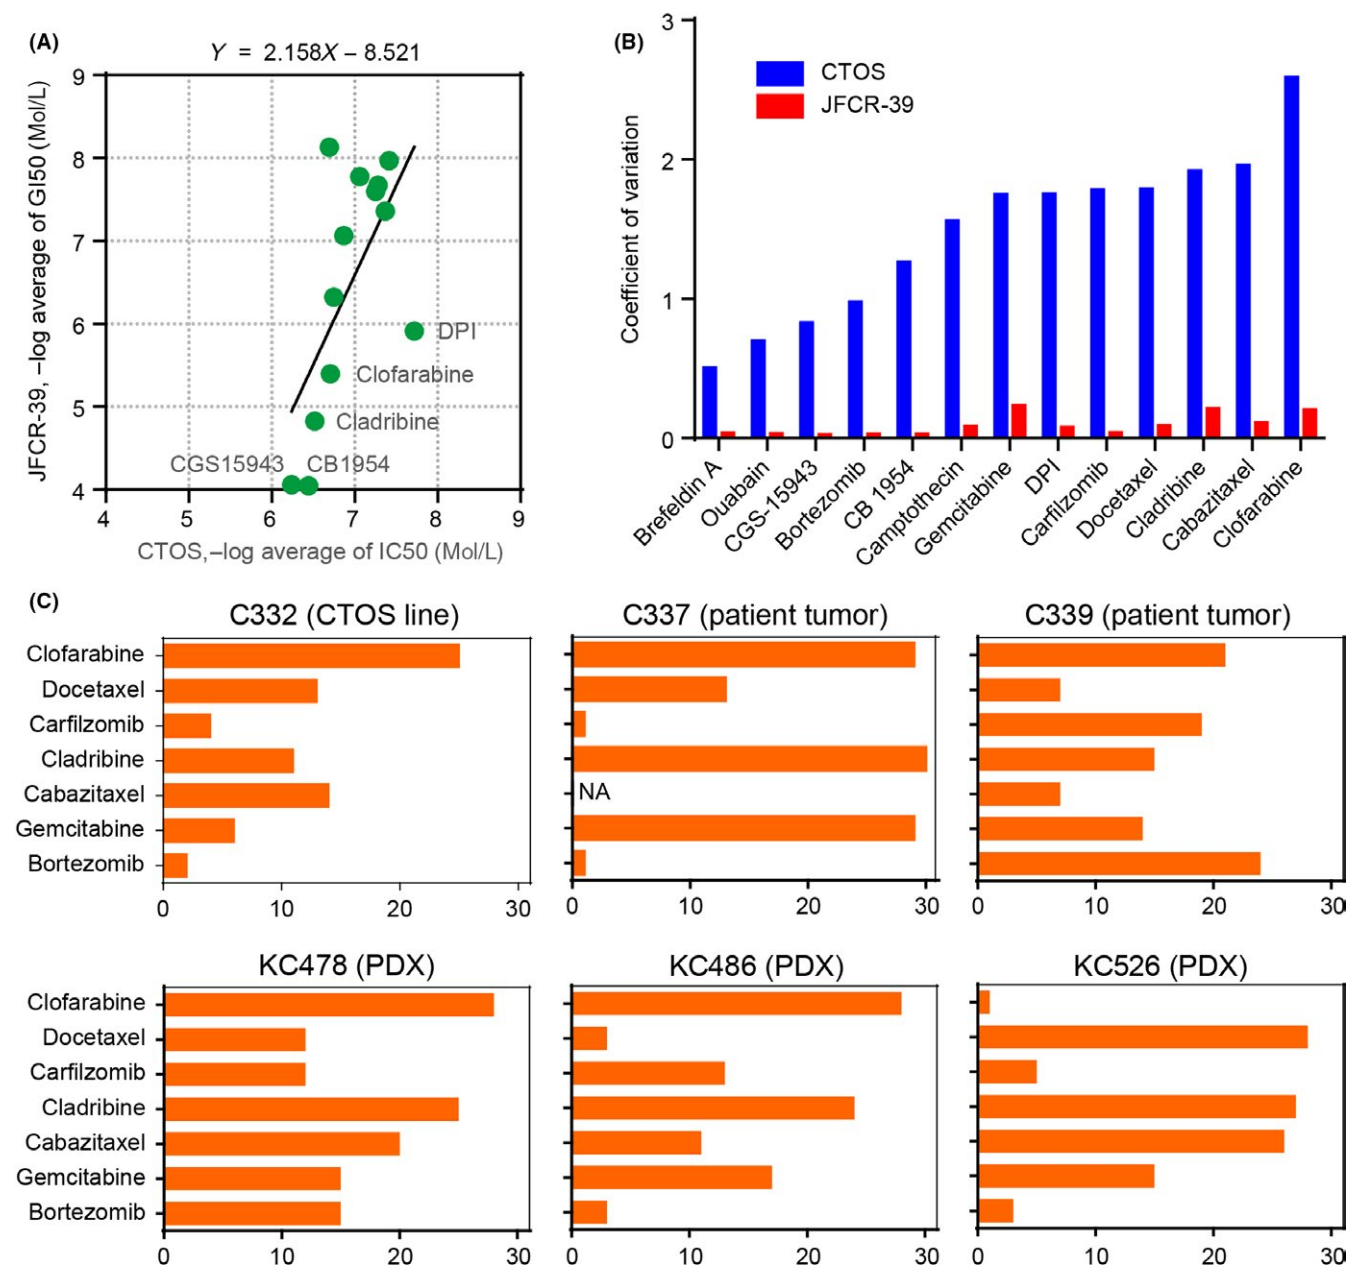 (A)
Y = 2.158X – 8.521
JFCR-39, –log average of GI50 (Mol/L)
9
8
7
6
5
4
DPI
Clofarabine
Cladribine
CGS15943 CB1954
4 5 6 7 8 9
CTOS,–log average of IC50 (Mol/L)
(B)
Coefficient of variation
3
2
1
0
CTOS
JFCR-39
Brefeldin A
Ouabain
CGS-15943
Bortezomib
CB 1954
Camptothecin
Gemcitabine
DPI
Carfilzomib
Docetaxel
Cladribine
Cabazitaxel
Clofarabine
(C)
C332 (CTOS line)
Clofarabine
Docetaxel
Carfilzomib
Cladribine
Cabazitaxel
Gemcitabine
Bortezomib
0 10 20 30
C337 (patient tumor)
NA
0 10 20 30
C339 (patient tumor)
0 10 20 30
KC478 (PDX)
Clofarabine
Docetaxel
Carfilzomib
Cladribine
Cabazitaxel
Gemcitabine
Bortezomib
0 10 20 30
KC486 (PDX)
0 10 20 30
KC526 (PDX)
0 10 20 30